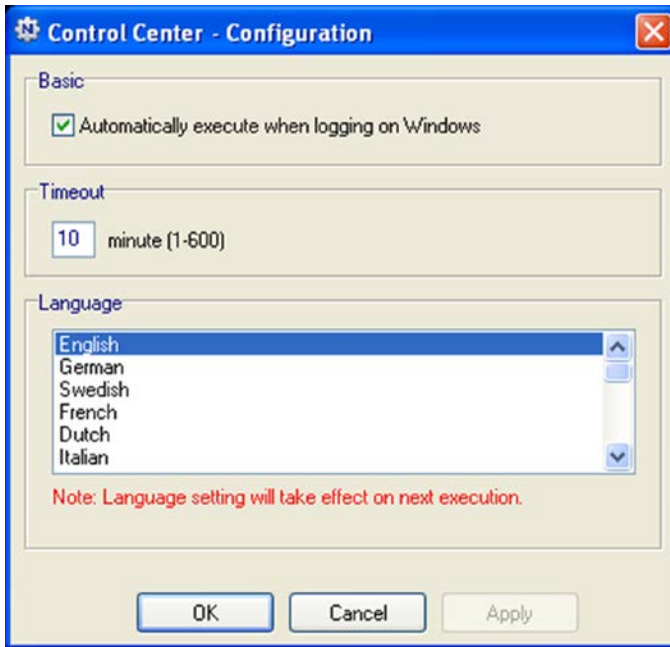 Control Center - Configuration
Basic
Automatically execute when logging on Windows
Timeout
10 minute (1-600)
Language
English
German
Swedish
French
Dutch
Italian
Note: Language setting will take effect on next execution.
OK Cancel Apply